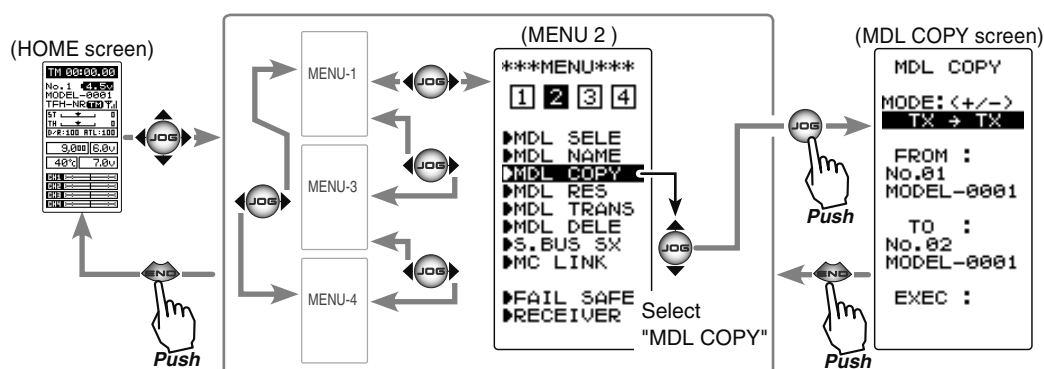 (HOME screen)
TM 00:00.00
No.1 4.5v
MODEL-0001
TFH-NR TM
ST 0
TH 0
D/R:100 ATL:100
9,000 6.0v
40℃ 7.0v
CH1
CH2
CH3
CH4
JOG
END
Push
MENU-1
MENU-3
MENU-4
JOG
JOG
JOG
JOG
(MENU 2 )
***MENU***
1 2 3 4
MDL SELE
MDL NAME
MDL COPY
MDL RES
MDL TRANS
MDL DELE
S.BUS SX
MC LINK
FAIL SAFE
RECEIVER
JOG
Select
"MDL COPY"
JOG
Push
END
Push
(MDL COPY screen)
MDL COPY
MODE:(+/-)
TX → TX
FROM :
No.01
MODEL-0001
TO :
No.02
MODEL-0001
EXEC :